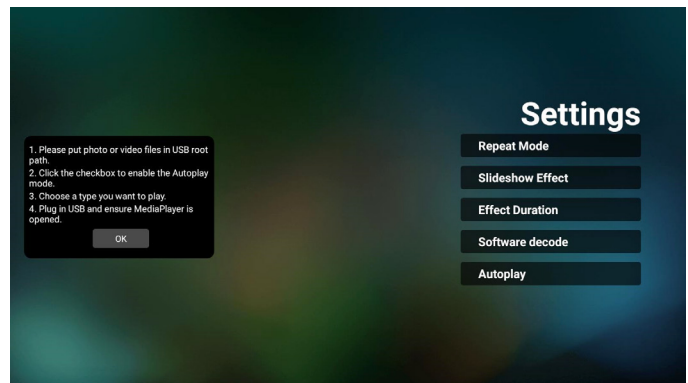 Settings
1. Please put photo or video files in USB root
path.
2. Click the checkbox to enable the Autoplay
mode.
3. Choose a type you want to play.
4. Plug in USB and ensure MediaPlayer is
opened.
OK
Repeat Mode
Slideshow Effect
Effect Duration
Software decode
Autoplay